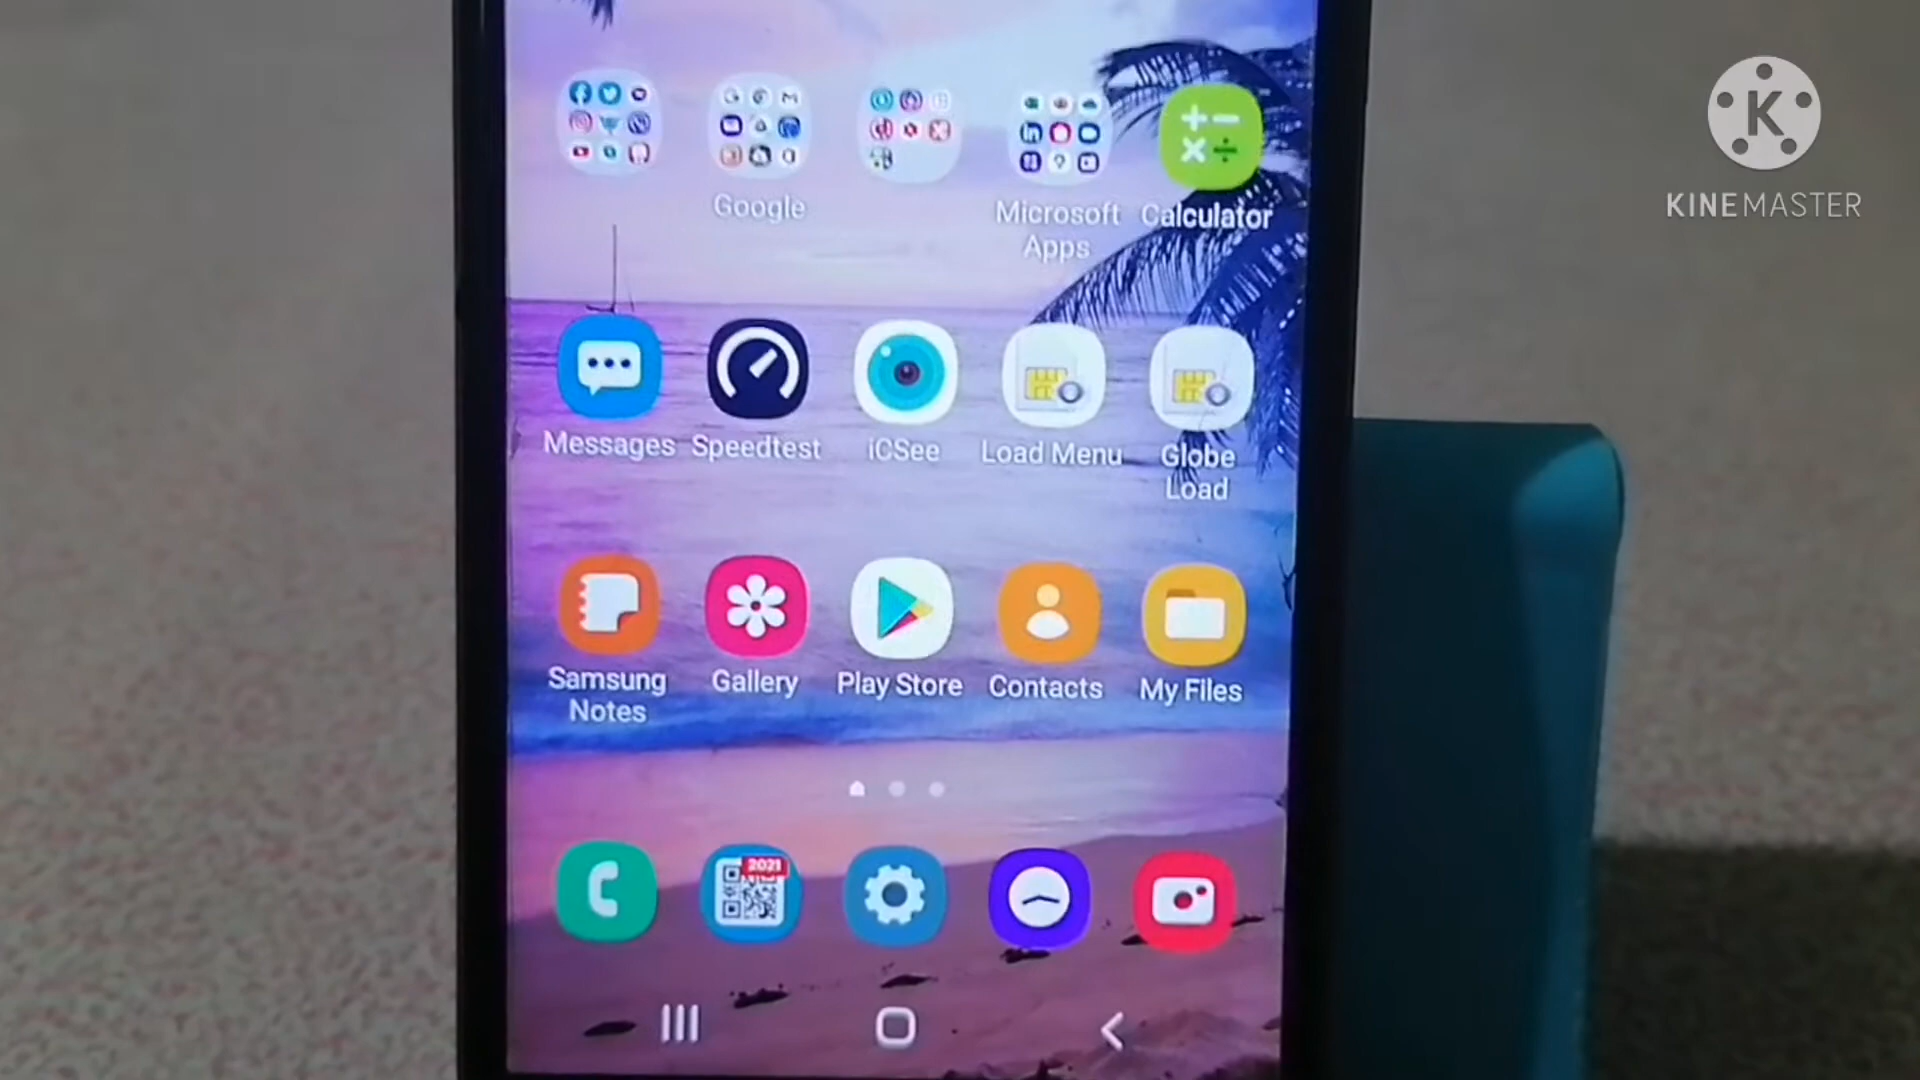 K
KINEMASTER
Google
Microsoft
Apps
Calculator
Messages
Speedtest
iCSee
Load Menu
Globe
Load
Samsung
Notes
Gallery
Play Store
Contacts
My Files
2021